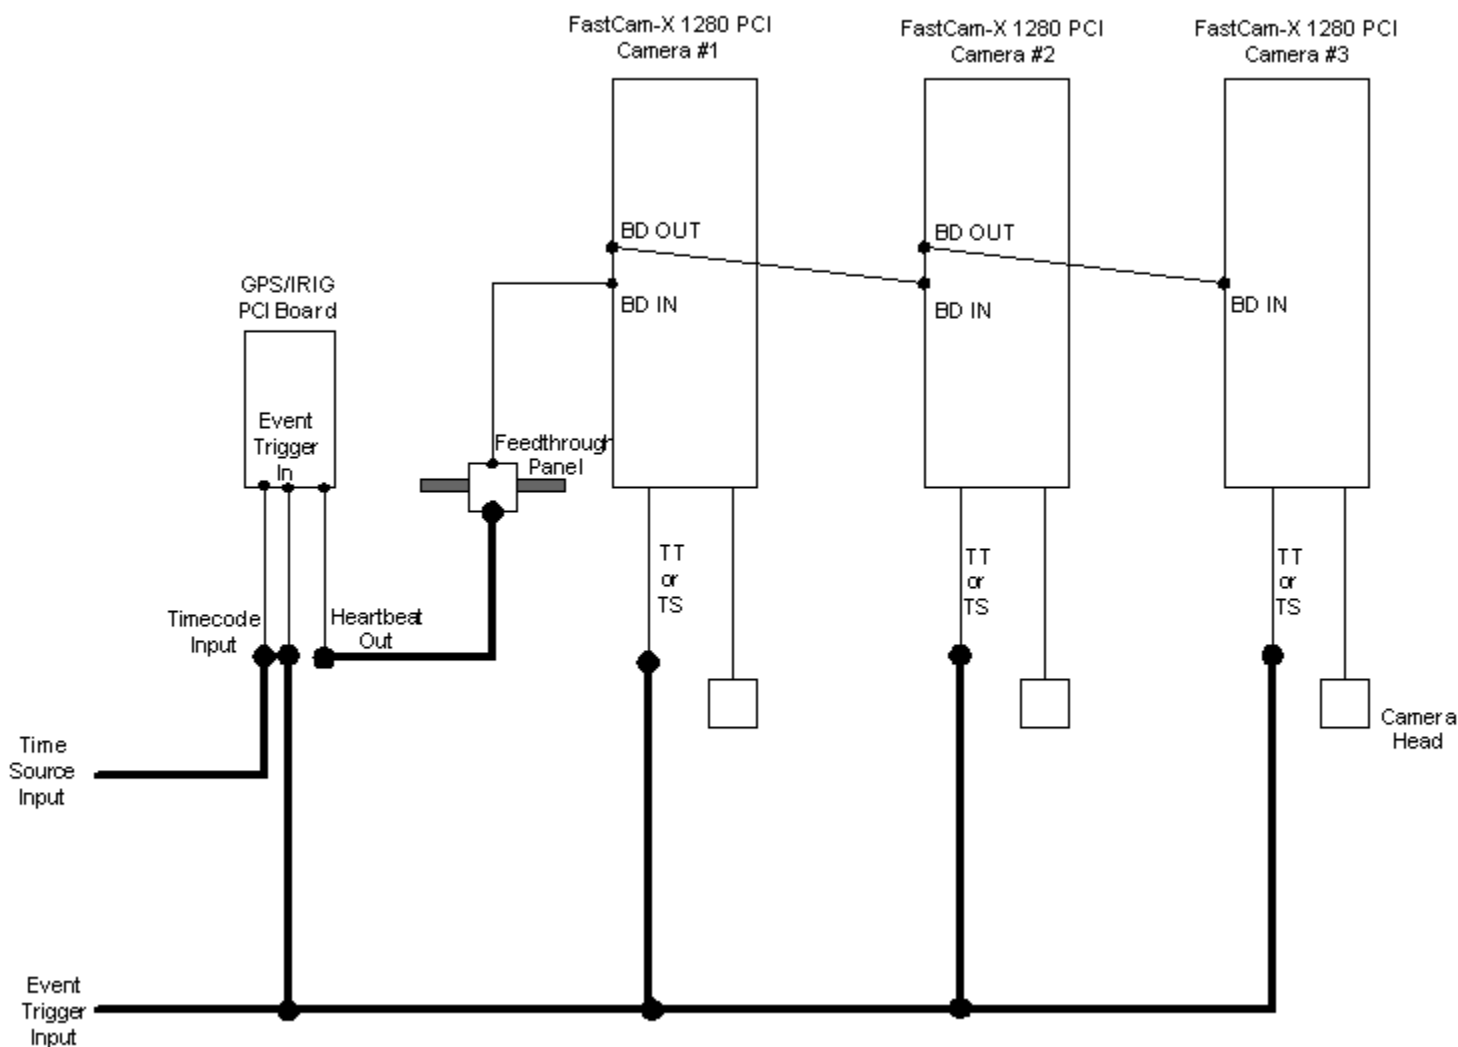 FastCam-X 1280 PCI
Camera #1
FastCam-X 1280 PCI
Camera #2
FastCam-X 1280 PCI
Camera #3
BD OUT
BD IN
BD OUT
BD IN
BD IN
GPS/IRIG
PCI Board
Event
Trigger
In
Feedthrough
Panel
Timecode
Input
Heartbeat
Out
TT
or
TS
TT
or
TS
TT
or
TS
Camera
Head
Time
Source
Input
Event
Trigger
Input